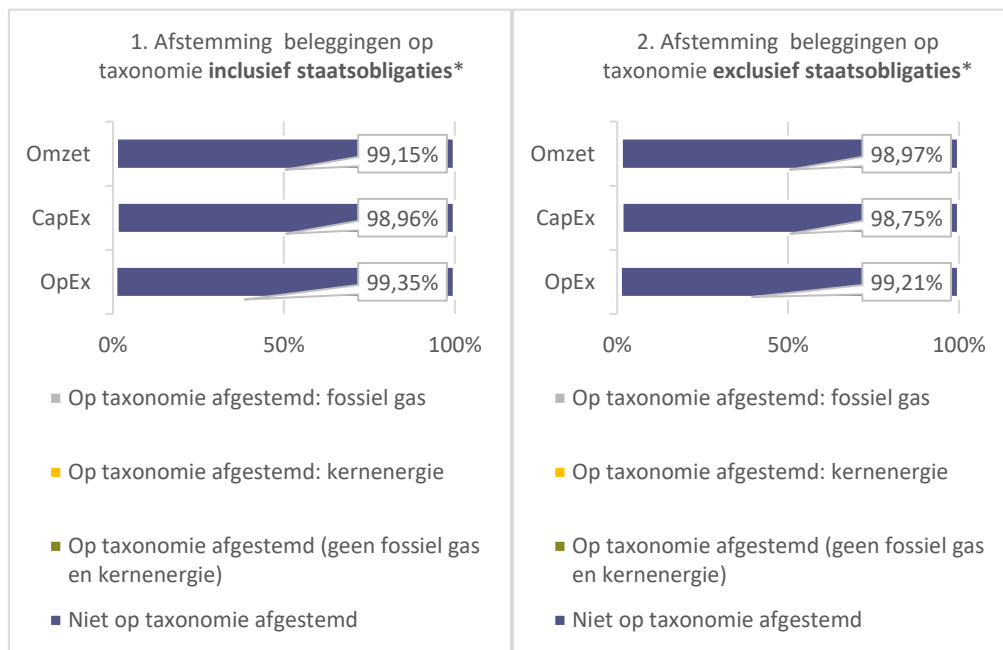 1. Afstemming beleggingen op
taxonomie inclusief staatsobligaties*
Omzet
99,15%
CapEx
98,96%
OpEx
99,35%
0% 50% 100%
Op taxonomie afgestemd: fossiel gas
Op taxonomie afgestemd: kernenergie
Op taxonomie afgestemd (geen fossiel gas
en kernenergie)
Niet op taxonomie afgestemd
2. Afstemming beleggingen op
taxonomie exclusief staatsobligaties*
Omzet
98,97%
CapEx
98,75%
OpEx
99,21%
0% 50% 100%
Op taxonomie afgestemd: fossiel gas
Op taxonomie afgestemd: kernenergie
Op taxonomie afgestemd (geen fossiel gas
en kernenergie)
Niet op taxonomie afgestemd